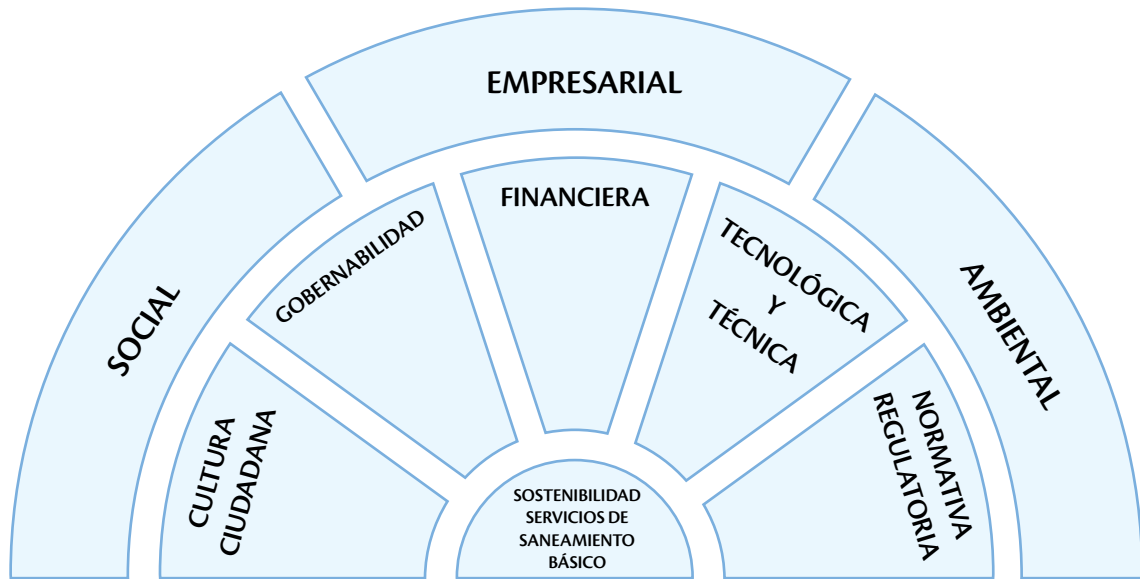 EMPRESARIAL
SOCIAL
AMBIENTAL
FINANCIERA
GOBERNABILIDAD
TECNOLÓGICA
Y
TÉCNICA
CULTURA
CIUDADANA
NORMATIVA
REGULATORIA
SOSTENIBILIDAD
SERVICIOS DE
SANEAMIENTO
BÁSICO